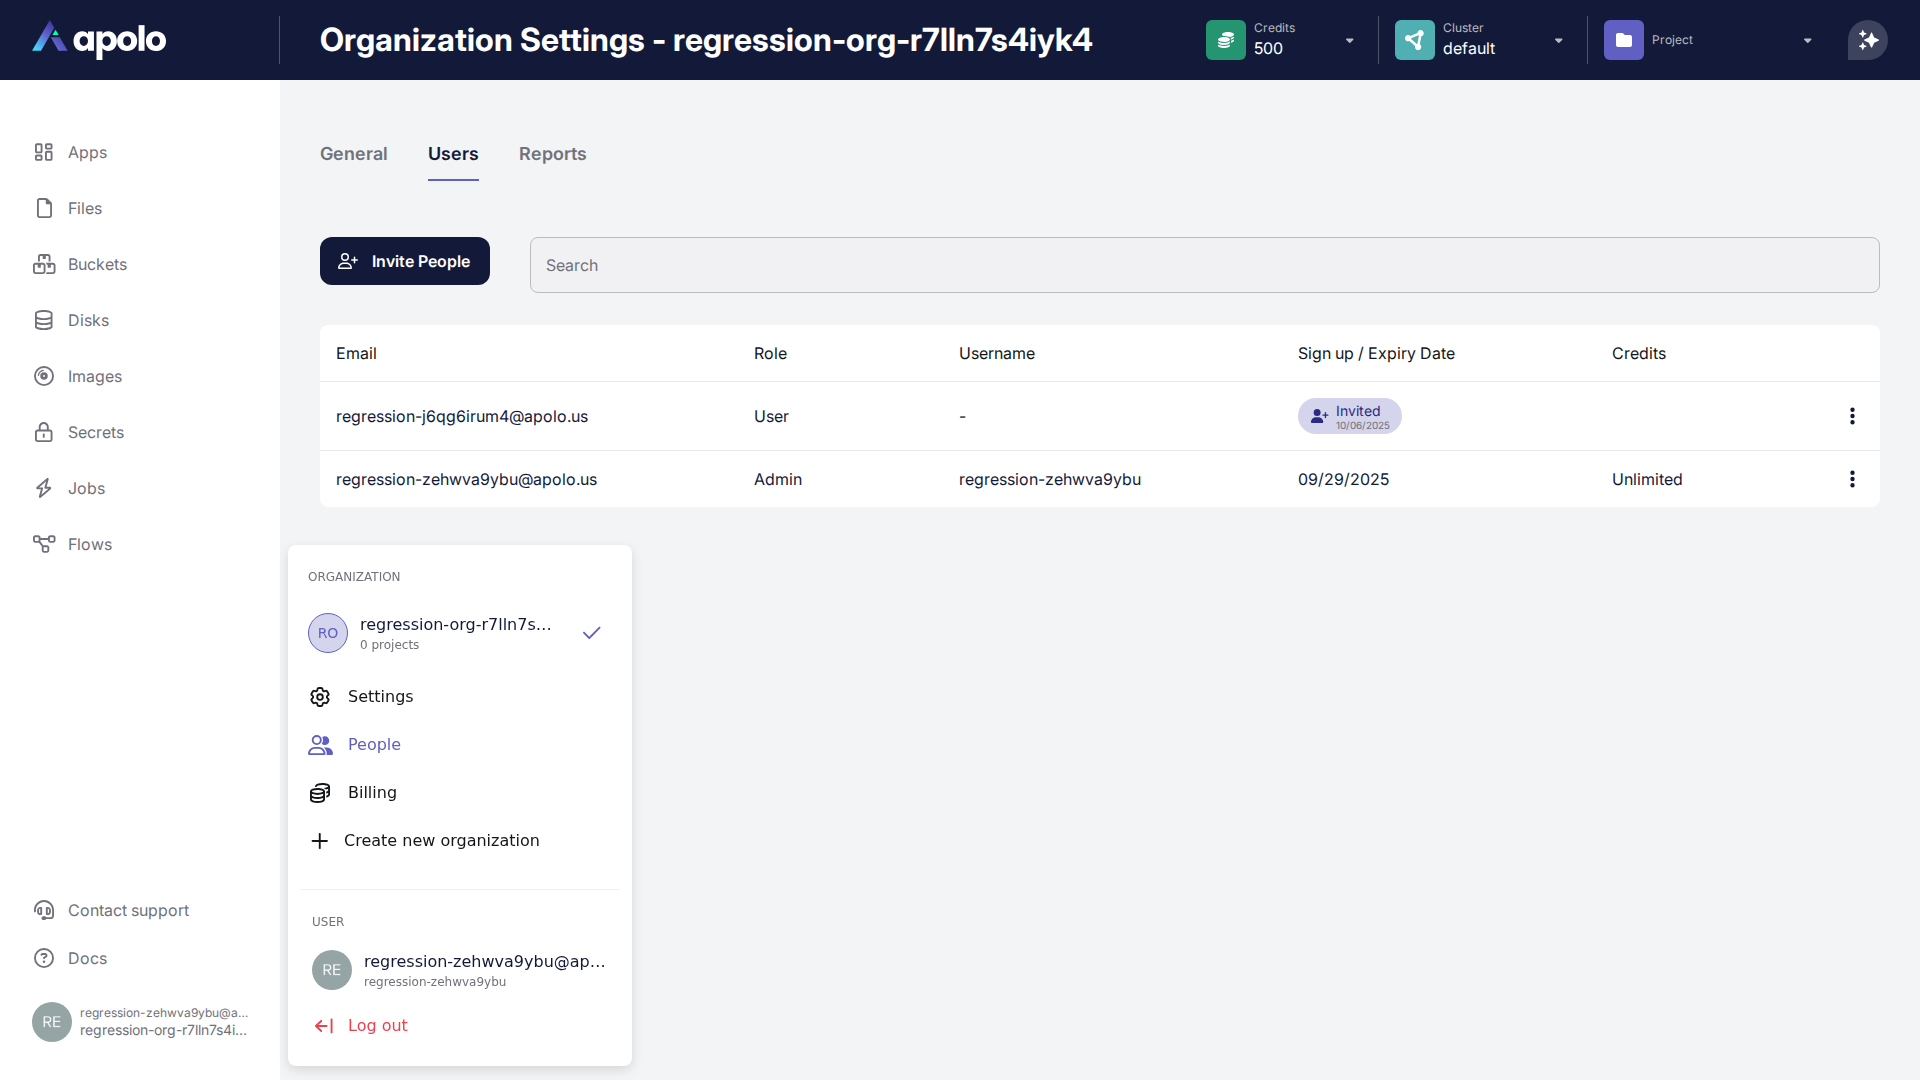 apolo
Organization Settings - regression-org-r7lln7s4iyk4
Credits
500
Cluster
default
Project
Apps
Files
Buckets
Disks
Images
Secrets
Jobs
Flows
Contact support
Docs
RE
regression-zehwva9ybu@a...
regression-org-r7lln7s4i...
General
Users
Reports
Invite People
Search
Email
Role
Username
Sign up / Expiry Date
Credits
regression-j6qg6irum4@apolo.us
User
-
Invited
10/06/2025
regression-zehwva9ybu@apolo.us
Admin
regression-zehwva9ybu
09/29/2025
Unlimited
ORGANIZATION
RO
regression-org-r7lln7s...
0 projects
Settings
People
Billing
Create new organization
USER
RE
regression-zehwva9ybu@ap...
regression-zehwva9ybu
Log out